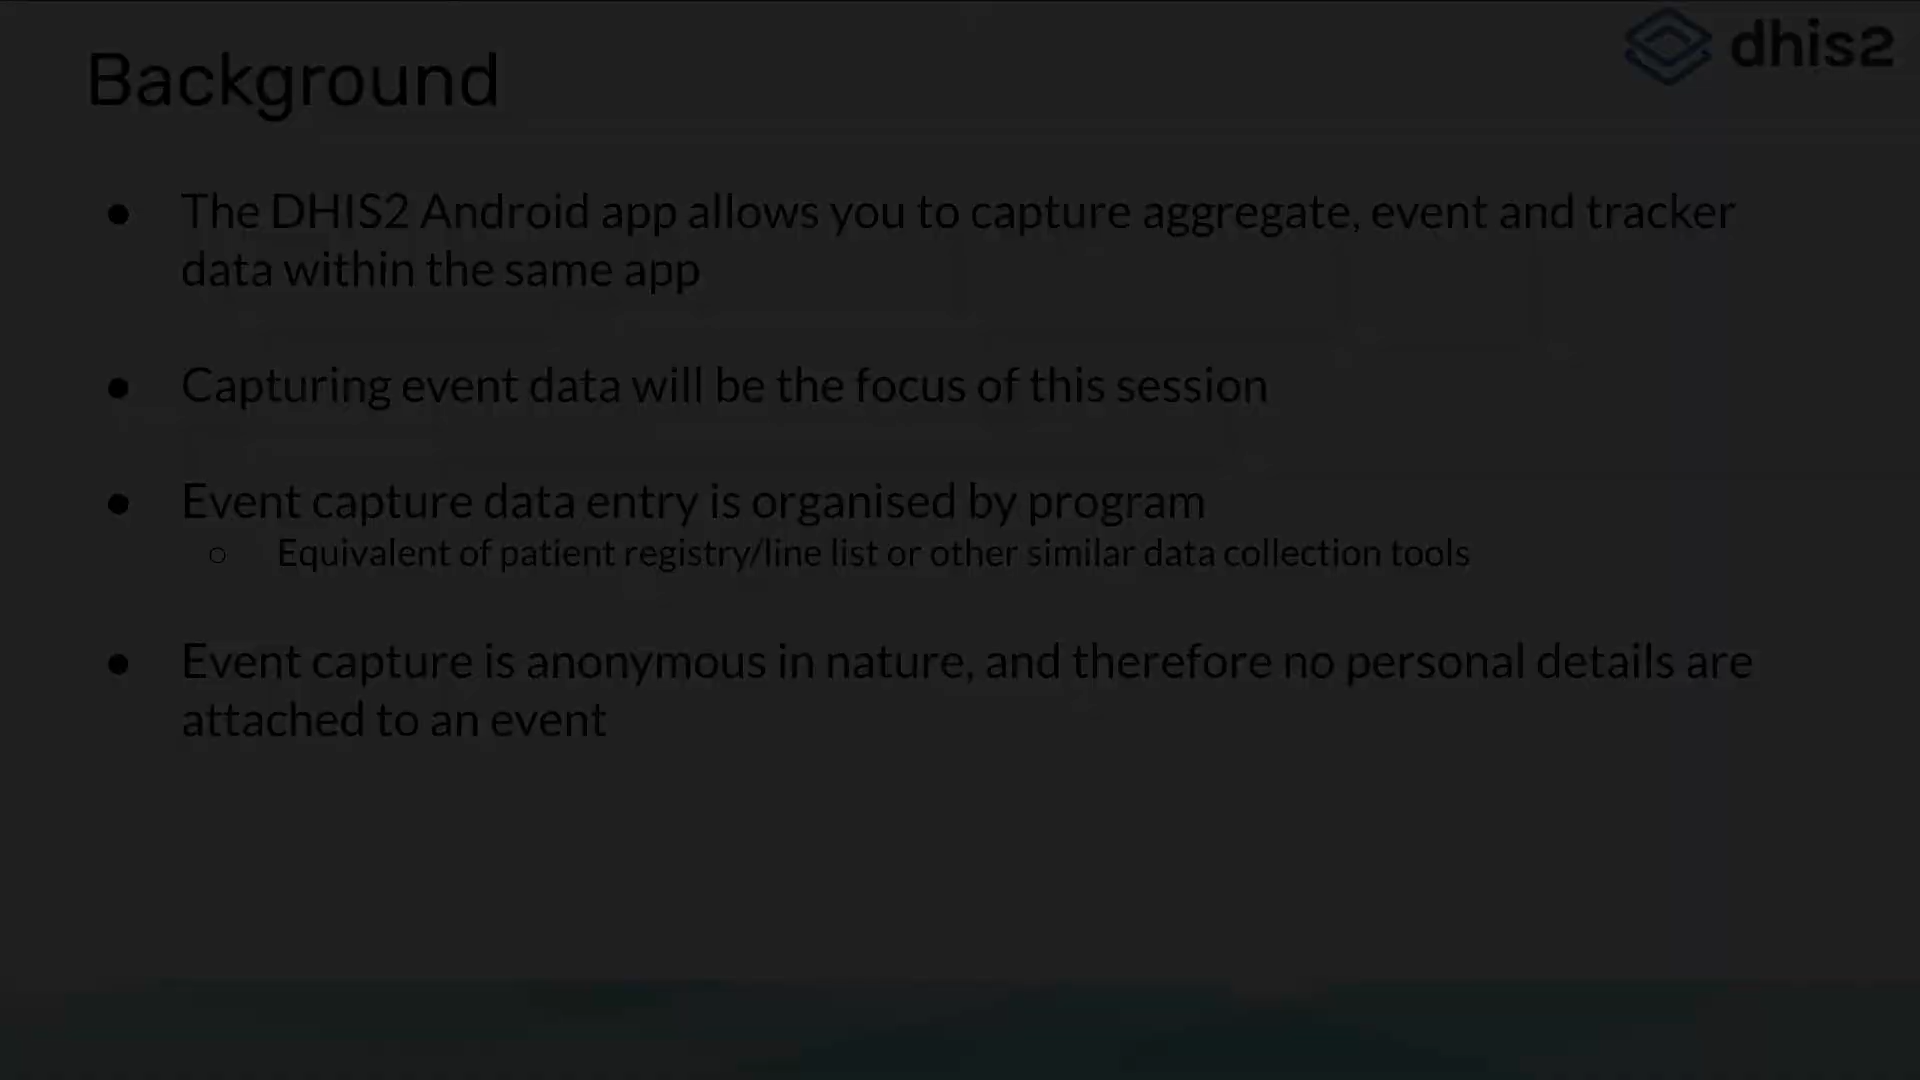 dhis2
Background
● The DHIS2 Android app allows you to capture aggregate, event and tracker
data within the same app
● Capturing event data will be the focus of this session
● Event capture data entry is organised by program
○ Equivalent of patient registry/line list or other similar data collection tools
● Event capture is anonymous in nature, and therefore no personal details are
attached to an event